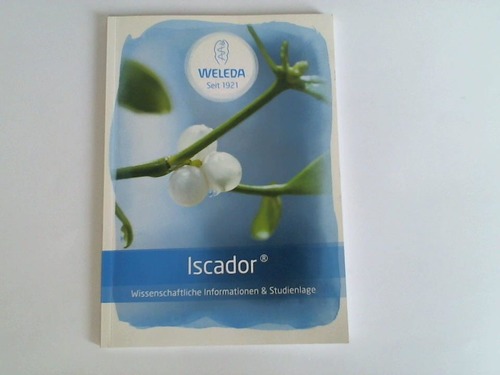 WELEDA
Seit 1921
Iscador®
Wissenschaftliche Informationen & Studienlage